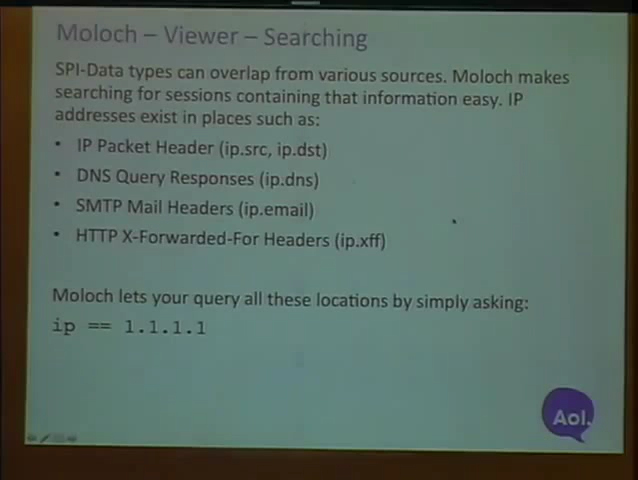 Moloch – Viewer – Searching
SPI-Data types can overlap from various sources. Moloch makes
searching for sessions containing that information easy. IP
addresses exist in places such as:
• IP Packet Header (ip.src, ip.dst)
• DNS Query Responses (ip.dns)
• SMTP Mail Headers (ip.email)
• HTTP X-Forwarded-For Headers (ip.xff)
Moloch lets your query all these locations by simply asking:
ip == 1.1.1.1
Aol.